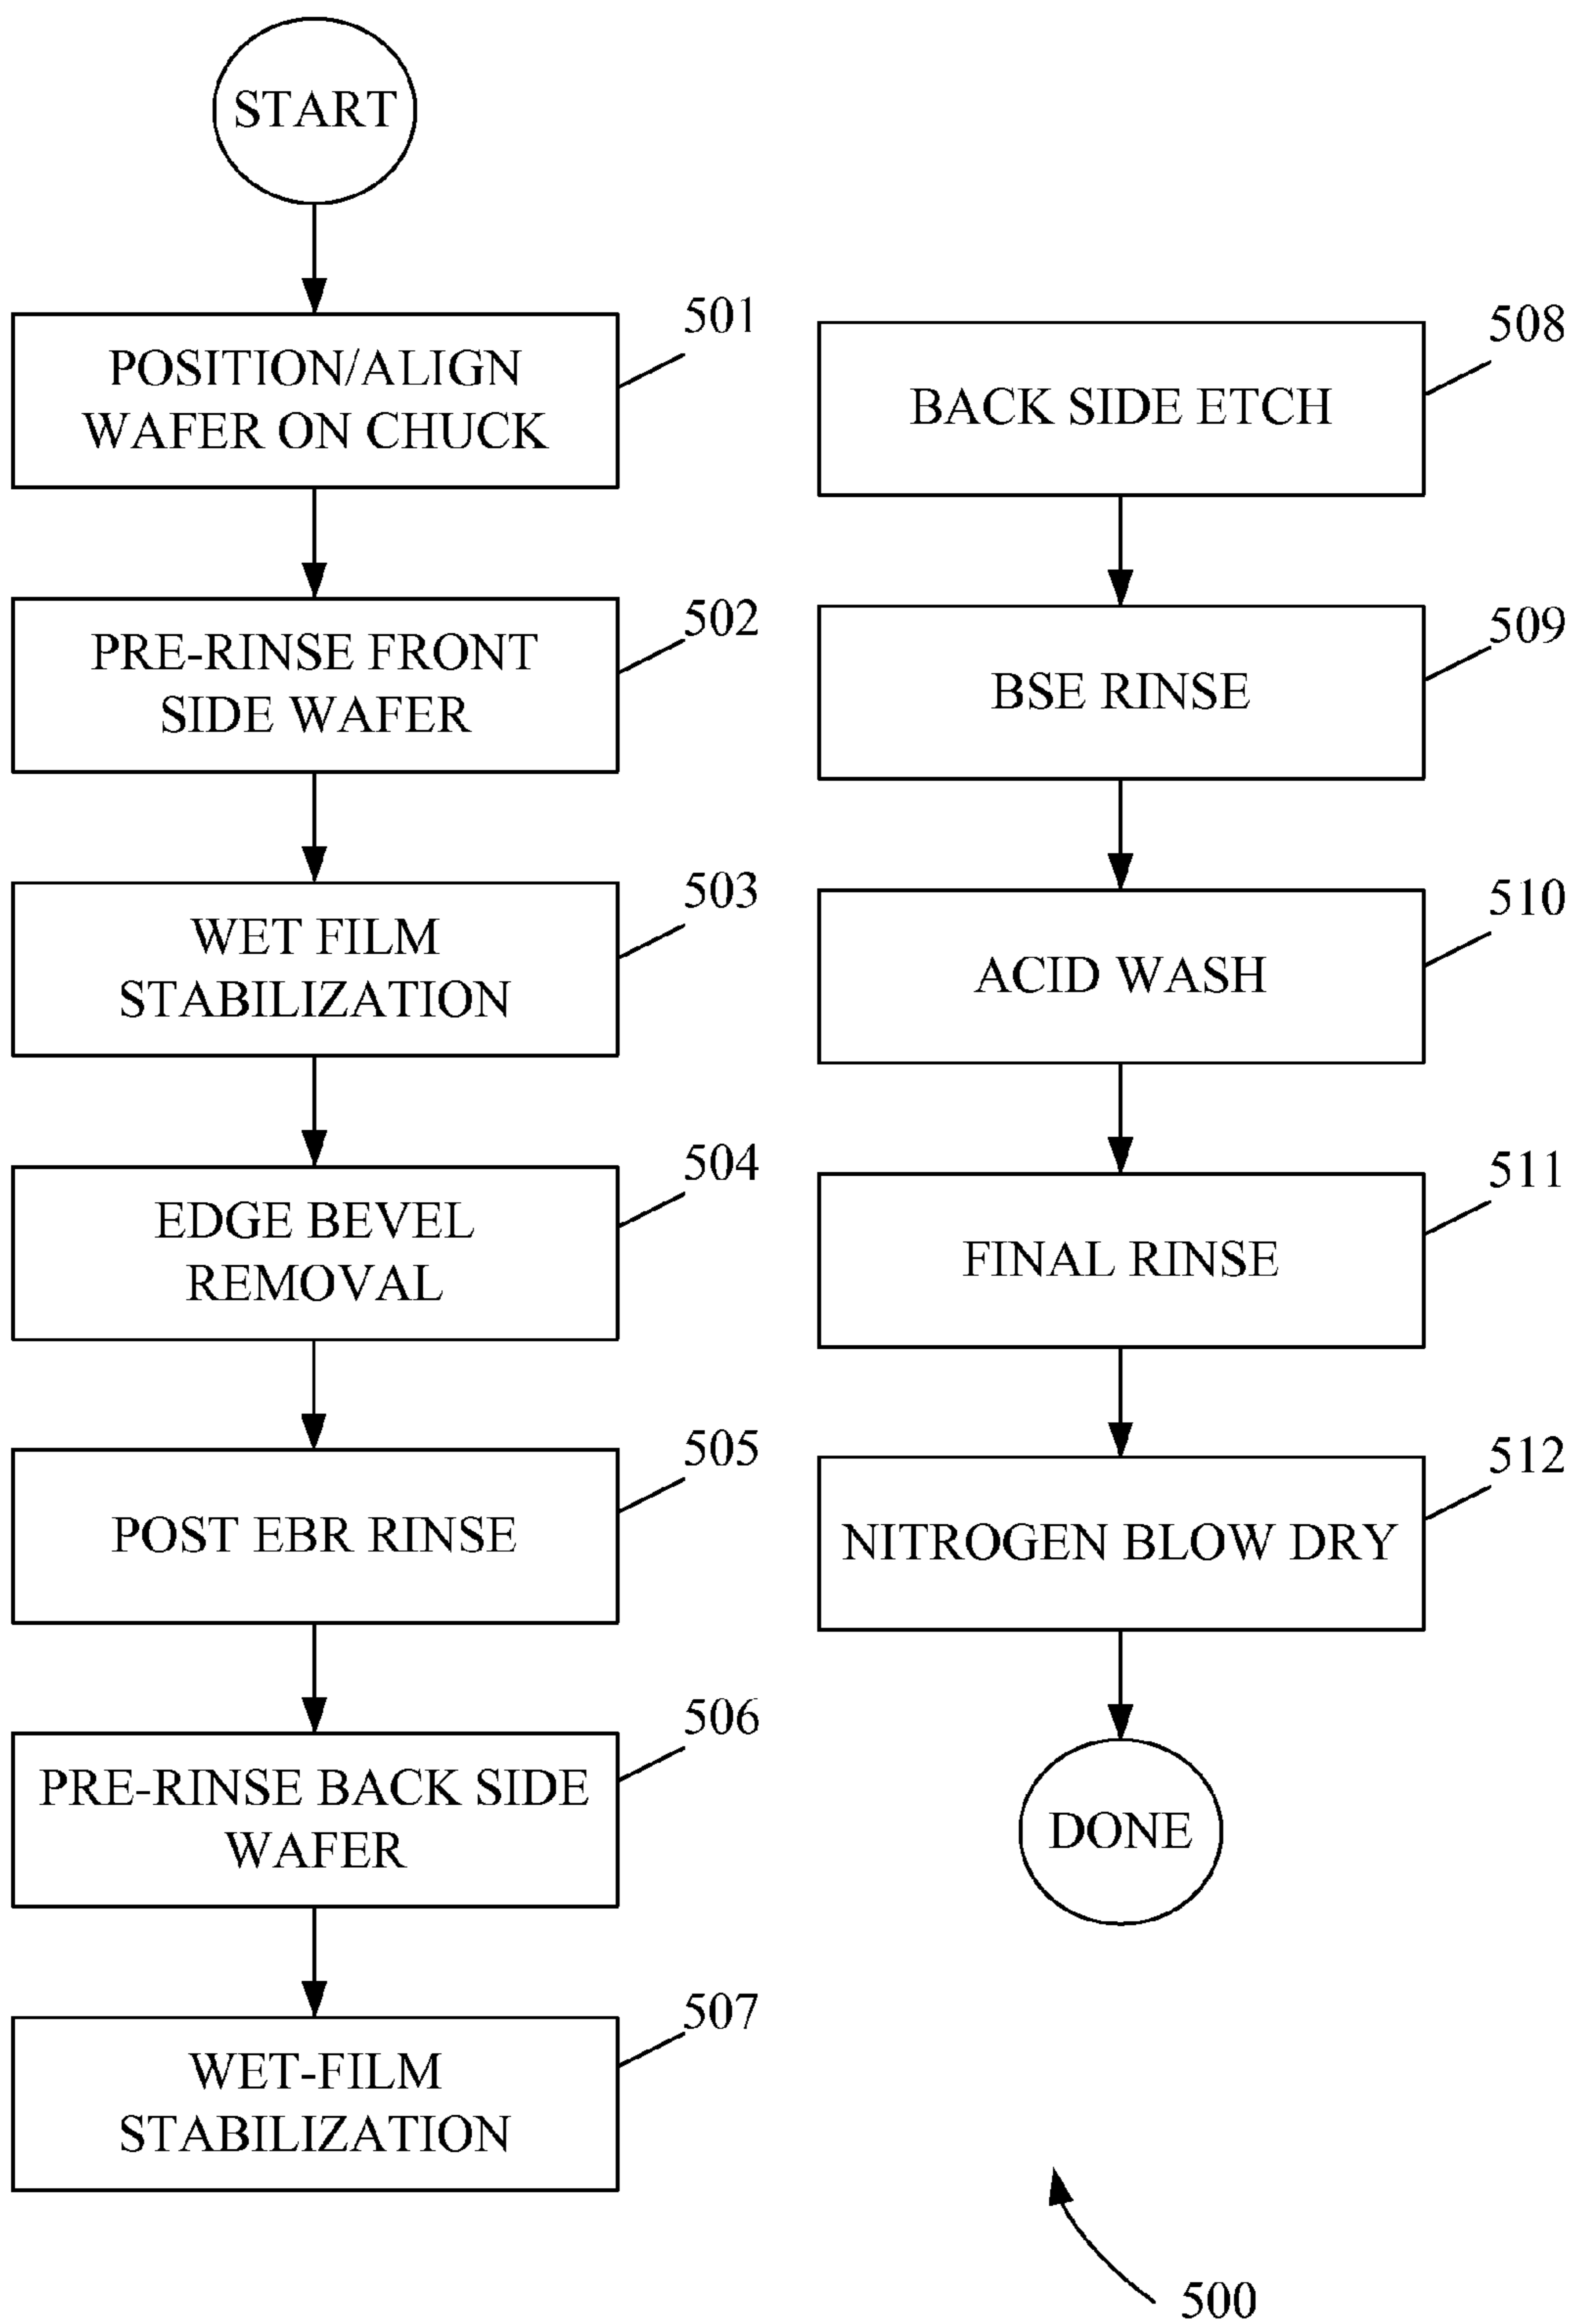 START
501
POSITION/ALIGN
WAFER ON CHUCK
502
PRE-RINSE FRONT
SIDE WAFER
503
WET FILM
STABILIZATION
504
EDGE BEVEL
REMOVAL
505
POST EBR RINSE
506
PRE-RINSE BACK SIDE
WAFER
507
WET-FILM
STABILIZATION
508
BACK SIDE ETCH
509
BSE RINSE
510
ACID WASH
511
FINAL RINSE
512
NITROGEN BLOW DRY
DONE
500